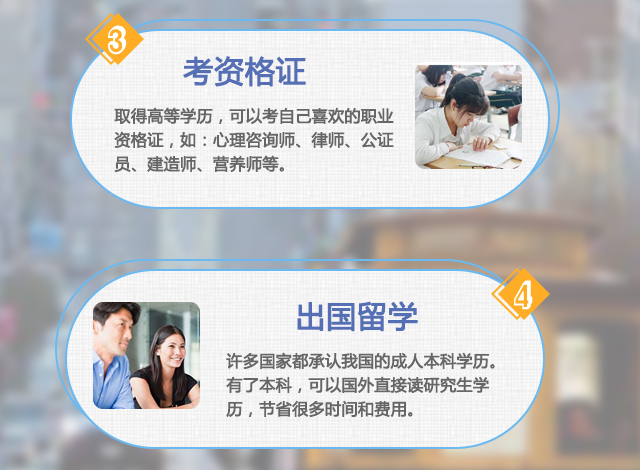 3
考资格证
取得高等学历，可以考自己喜欢的职业
资格证，如：心理咨询师、律师、公证
员、建造师、营养师等。
4
出国留学
许多国家都承认我国的成人本科学历。
有了本科，可以国外直接读研究生学
历，节省很多时间和费用。